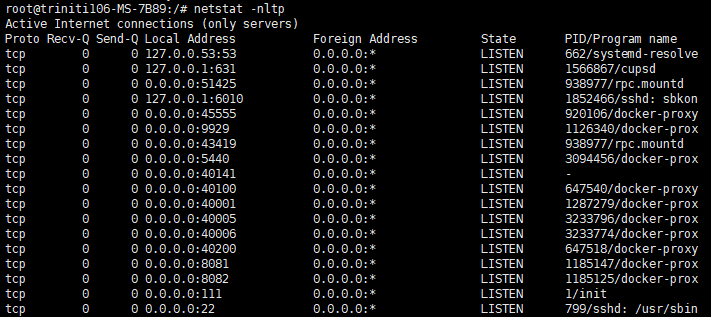 root@triniti106-MS-7B89:/# netstat -nltp
Active Internet connections (only servers)
Proto Recv-Q Send-Q Local Address           Foreign Address         State       PID/Program name
tcp        0      0 127.0.0.53:53           0.0.0.0:*               LISTEN      662/systemd-resolve
tcp        0      0 127.0.0.1:631           0.0.0.0:*               LISTEN      1566867/cupsd
tcp        0      0 0.0.0.0:51425           0.0.0.0:*               LISTEN      938977/rpc.mountd
tcp        0      0 127.0.0.1:6010          0.0.0.0:*               LISTEN      1852466/sshd: sbkon
tcp        0      0 0.0.0.0:45555           0.0.0.0:*               LISTEN      920106/docker-proxy
tcp        0      0 0.0.0.0:9929            0.0.0.0:*               LISTEN      1126340/docker-prox
tcp        0      0 0.0.0.0:43419           0.0.0.0:*               LISTEN      938977/rpc.mountd
tcp        0      0 0.0.0.0:5440            0.0.0.0:*               LISTEN      3094456/docker-prox
tcp        0      0 0.0.0.0:40141           0.0.0.0:*               LISTEN      -
tcp        0      0 0.0.0.0:40100           0.0.0.0:*               LISTEN      647540/docker-proxy
tcp        0      0 0.0.0.0:40001           0.0.0.0:*               LISTEN      1287279/docker-prox
tcp        0      0 0.0.0.0:40005           0.0.0.0:*               LISTEN      3233796/docker-prox
tcp        0      0 0.0.0.0:40006           0.0.0.0:*               LISTEN      3233774/docker-prox
tcp        0      0 0.0.0.0:40200           0.0.0.0:*               LISTEN      647518/docker-proxy
tcp        0      0 0.0.0.0:8081            0.0.0.0:*               LISTEN      1185147/docker-prox
tcp        0      0 0.0.0.0:8082            0.0.0.0:*               LISTEN      1185125/docker-prox
tcp        0      0 0.0.0.0:111             0.0.0.0:*               LISTEN      1/init
tcp        0      0 0.0.0.0:22              0.0.0.0:*               LISTEN      799/sshd: /usr/sbin